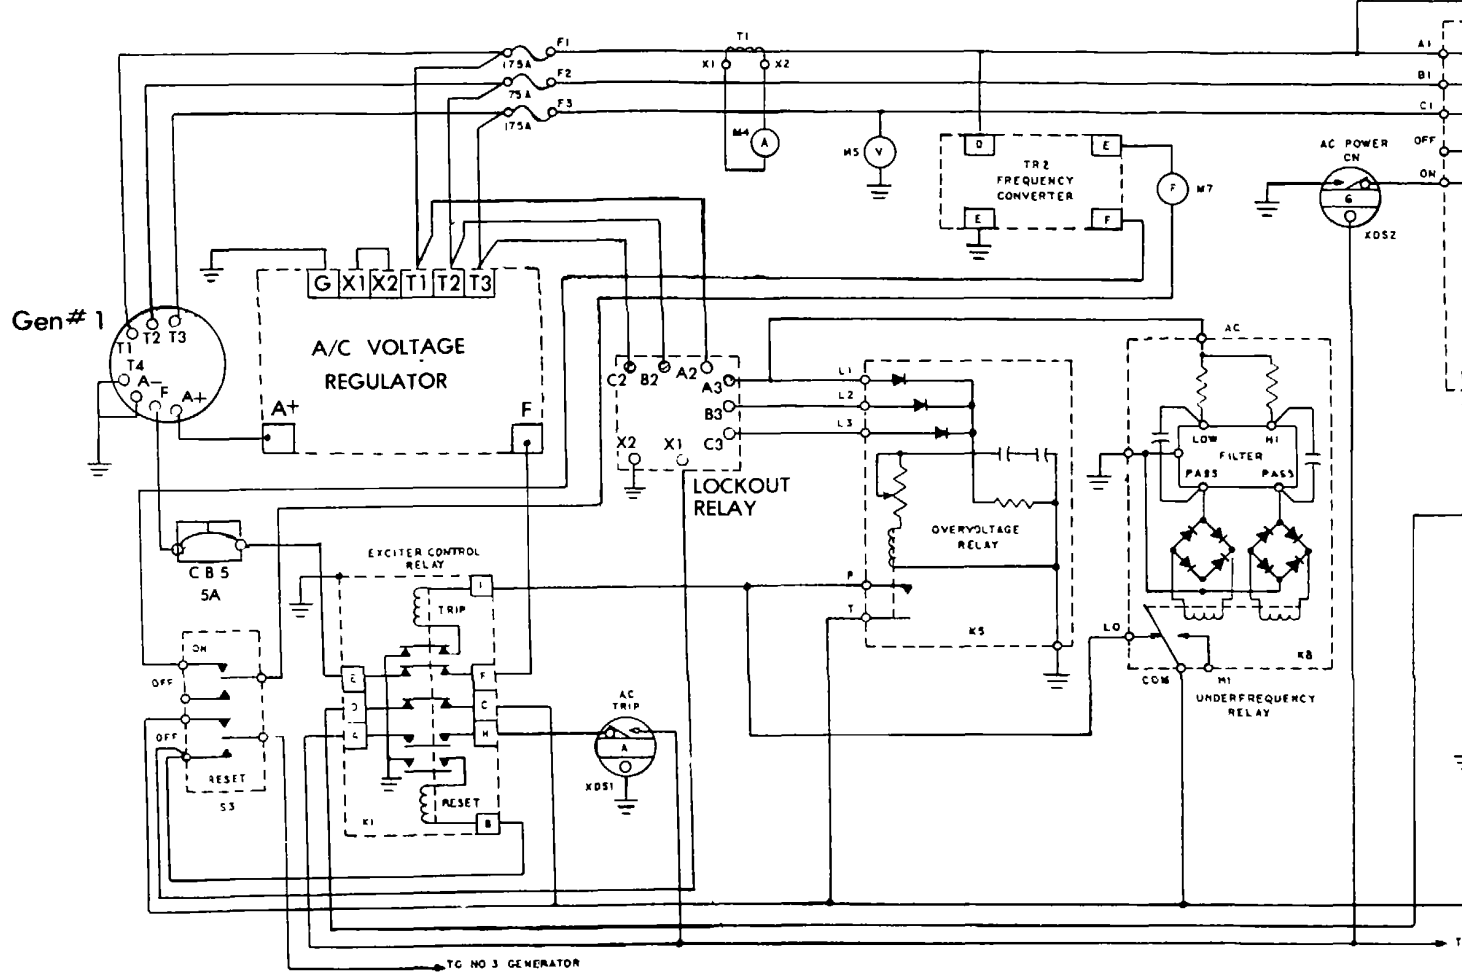 F1
T1
175A
X1
X2
A1
F2
75A
B1
F3
175A
C1
M4
A
M5
V
D
E
TR2
FREQUENCY
CONVERTER
E
F
F
M7
OFF
AC POWER
ON
6
XDS2
Gen# 1
T1
T2
T3
T4
A-
F
A+
G
X1
X2
T1
T2
T3
A/C VOLTAGE
REGULATOR
A+
F
C2
B2
A2
A3
B3
C3
X2
X1
LOCKOUT
RELAY
L1
L2
L3
OVERVOLTAGE
RELAY
P
T
K5
AC
LOW
HI
FILTER
PASS
PASS
LO
COM
HI
K8
UNDERFREQUENCY
RELAY
CB5
5A
EXCITER CONTROL
RELAY
TRIP
E
F
D
C
A
H
RESET
B
K1
AC
TRIP
A
XDS1
OFF
OFF
RESET
S3
TO NO 3 GENERATOR
T